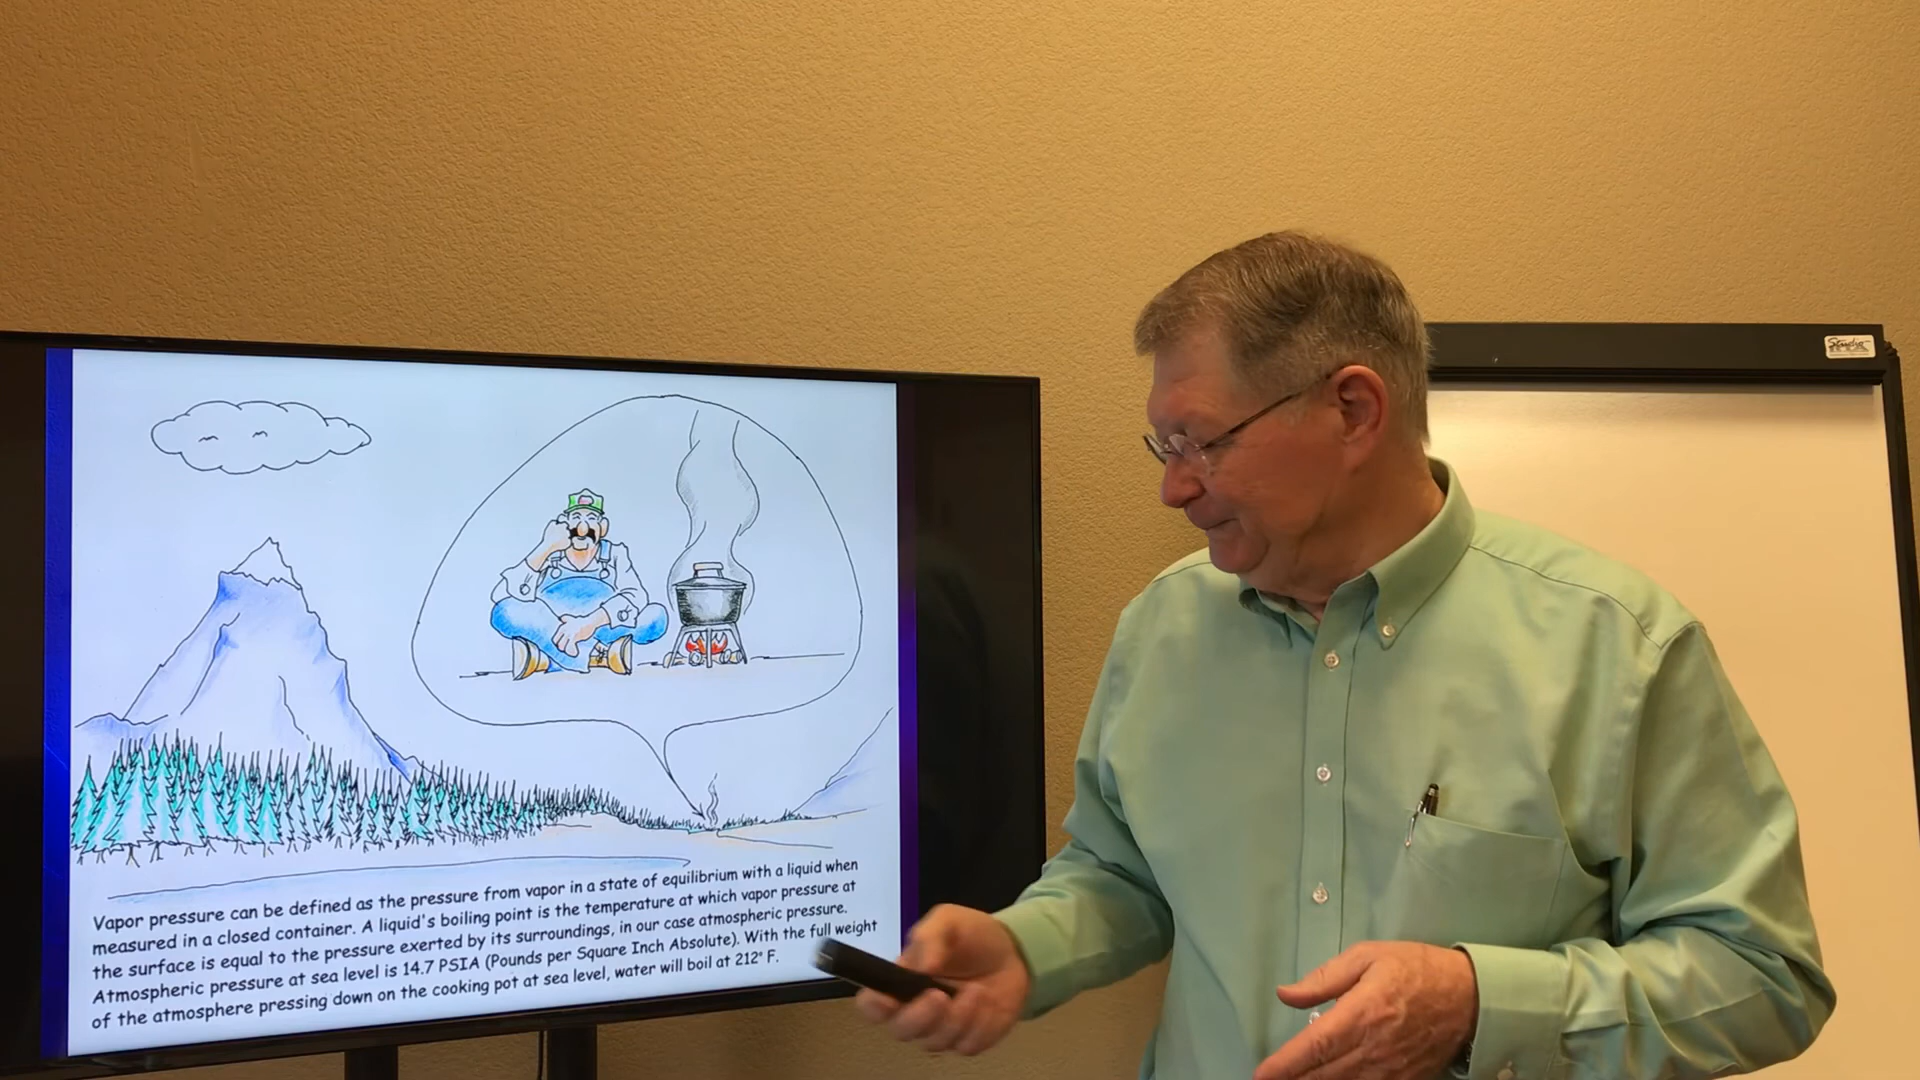 Studio
Vapor pressure can be defined as the pressure from vapor in a state of equilibrium with a liquid when
measured in a closed container. A liquid's boiling point is the temperature at which vapor pressure at
the surface is equal to the pressure exerted by its surroundings, in our case atmospheric pressure.
Atmospheric pressure at sea level is 14.7 PSIA (Pounds per Square Inch Absolute). With the full weight
of the atmosphere pressing down on the cooking pot at sea level, water will boil at 212° F.